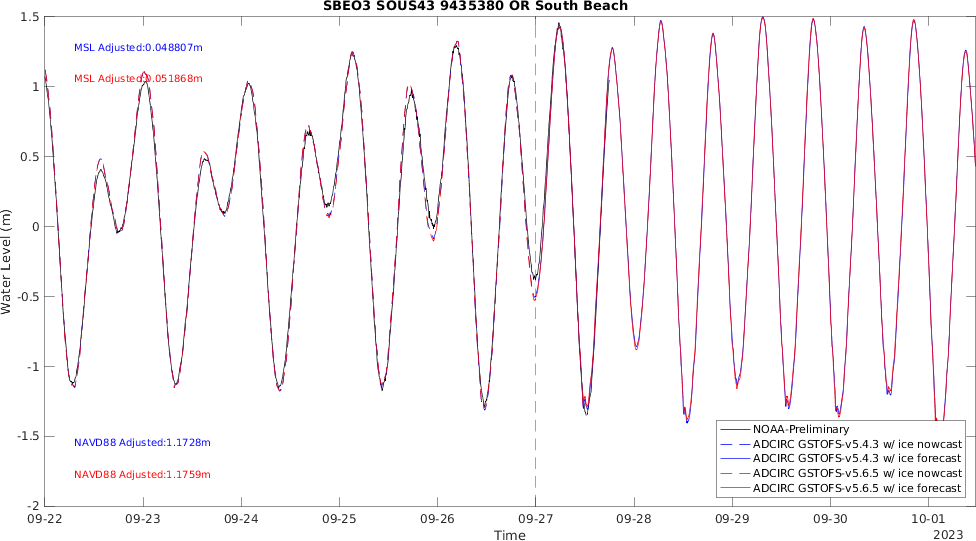 SBEO3 SOUS43 9435380 OR South Beach
1.5
1
0.5
0
-0.5
-1
-1.5
-2
Water Level (m)
MSL Adjusted:0.048807m
MSL Adjusted:0.051868m
NAVD88 Adjusted:1.1728m
NAVD88 Adjusted:1.1759m
NOAA-Preliminary
ADCIRC GSTOFS-v5.4.3 w/ ice nowcast
ADCIRC GSTOFS-v5.4.3 w/ ice forecast
ADCIRC GSTOFS-v5.6.5 w/ ice nowcast
ADCIRC GSTOFS-v5.6.5 w/ ice forecast
09-22 09-23 09-24 09-25 09-26 09-27 09-28 09-29 09-30 10-01
Time
2023